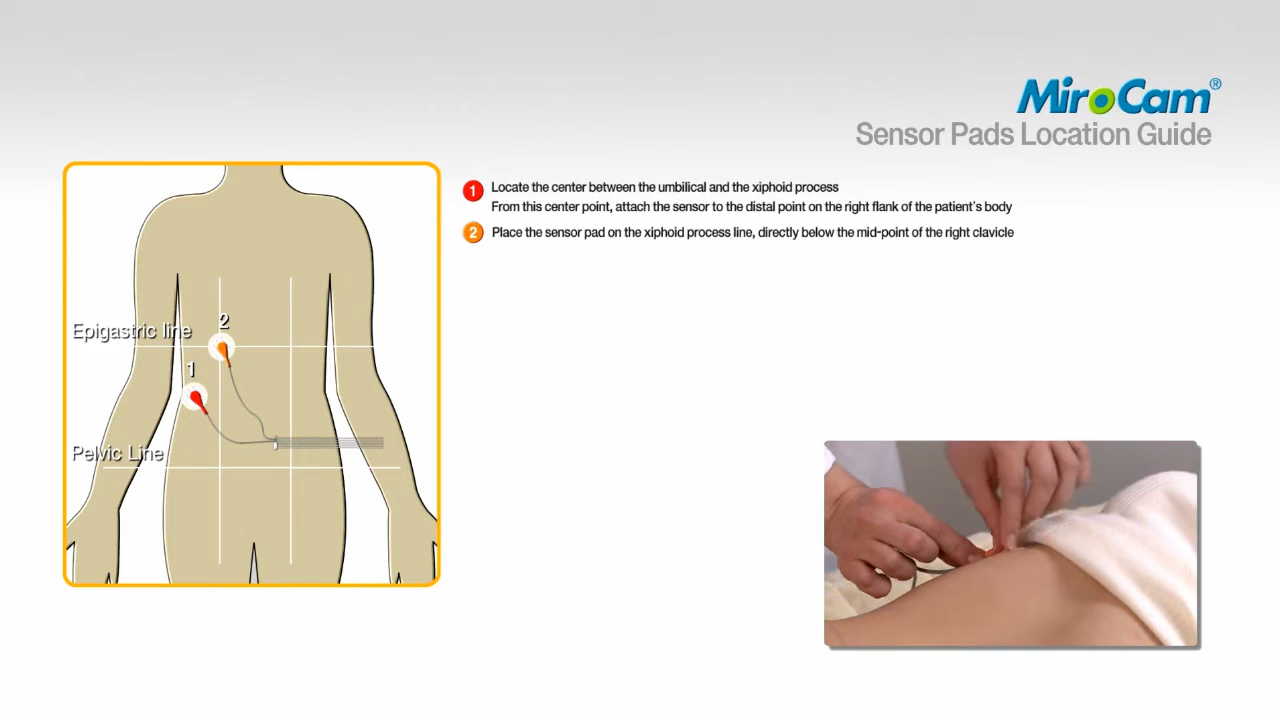 MiroCam®
Sensor Pads Location Guide
1 Locate the center between the umbilical and the xiphoid process
From this center point, attach the sensor to the distal point on the right flank of the patient's body
2 Place the sensor pad on the xiphoid process line, directly below the mid-point of the right clavicle
2
Epigastric line
1
Pelvic Line